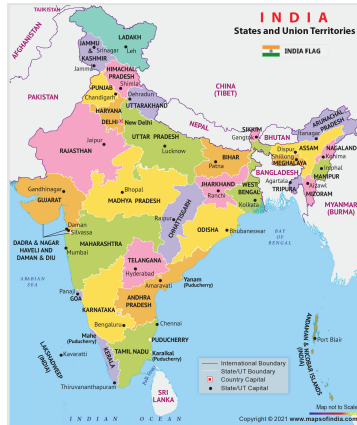 INDIA
States and Union Territories
INDIA FLAG
TAJIKISTAN
AFGHANISTAN
PAKISTAN
CHINA
(TIBET)
NEPAL
BHUTAN
BANGLADESH
MYANMAR
(BURMA)
SRI
LANKA
LADAKH
Leh
JAMMU
&
Srinagar
KASHMIR
Jammu
HIMACHAL
PRADESH
Shimla
PUNJAB
Chandigarh
Dehradun
UTTARAKHAND
HARYANA
DELHI
New Delhi
RAJASTHAN
Jaipur
UTTAR PRADESH
Lucknow
BIHAR
Patna
SIKKIM
Gangtok
ARUNACHAL
PRADESH
Itanagar
ASSAM
Dispur
NAGALAND
Kohima
Shillong
MEGHALAYA
Imphal
MANIPUR
Agartala
TRIPURA
Aizawl
MIZORAM
Gandhinagar
GUJARAT
Bhopal
MADHYA PRADESH
JHARKHAND
Ranchi
WEST
BENGAL
Kolkata
Raipur
CHHATTISGARH
ODISHA
Bhubaneswar
Daman
Silvassa
DADRA & NAGAR
HAVELI AND
DAMAN & DIU
MAHARASHTRA
Mumbai
TELANGANA
Hyderabad
Amaravati
Yanam
(Puducherry)
ANDHRA
PRADESH
Panaji
GOA
KARNATAKA
Bengaluru
Chennai
Mahe
(Puducherry)
PUDUCHERRY
Karaikal
(Puducherry)
TAMIL NADU
KERALA
Thiruvananthapuram
LAKSHADWEEP
(INDIA)
Kavaratti
ANDAMAN & NICOBAR ISLANDS
(INDIA)
Port Blair
ARABIAN
SEA
BAY
OF
BENGAL
INDIAN OCEAN
International Boundary
State/UT Boundary
Country Capital
State/UT Capital
Map not to Scale
Copyright © 2021 www.mapsofindia.com